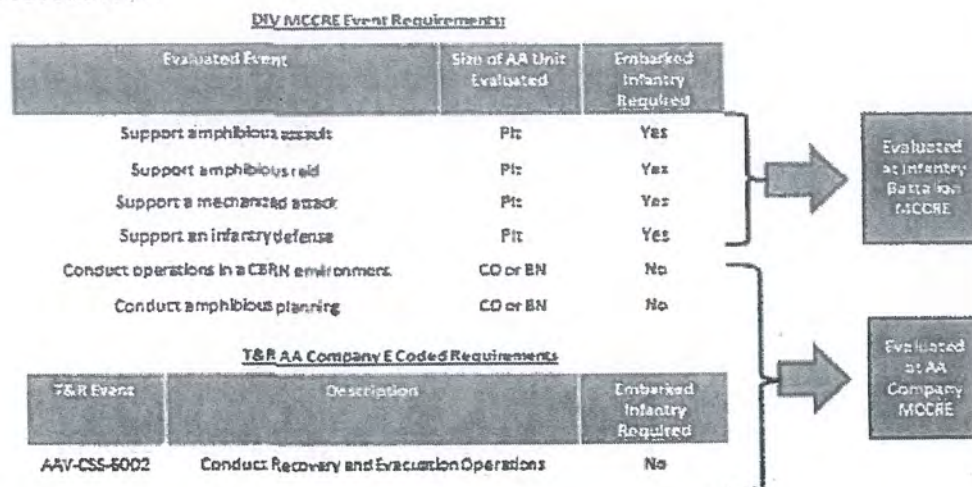 DIV MCCRE Event Requirements:
Evaluated Event
Size of AA Unit Evaluated
Embarked Infantry Required
Support amphibious assault Plt Yes
Support amphibious raid Plt Yes
Support a mechanized attack Plt Yes
Support an infantry defense Plt Yes
Conduct operations in a CBRN environment. CO or BN No
Conduct amphibious planning CO or BN No
Evaluated
at Infantry
Battalion
MCCRE
T&R AA Company E Coded Requirements
T&R Event
Description
Embarked Infantry Required
AAV-CSS-6002 Conduct Recovery and Evacuation Operations No
Evaluated
at AA
Company
MCCRE